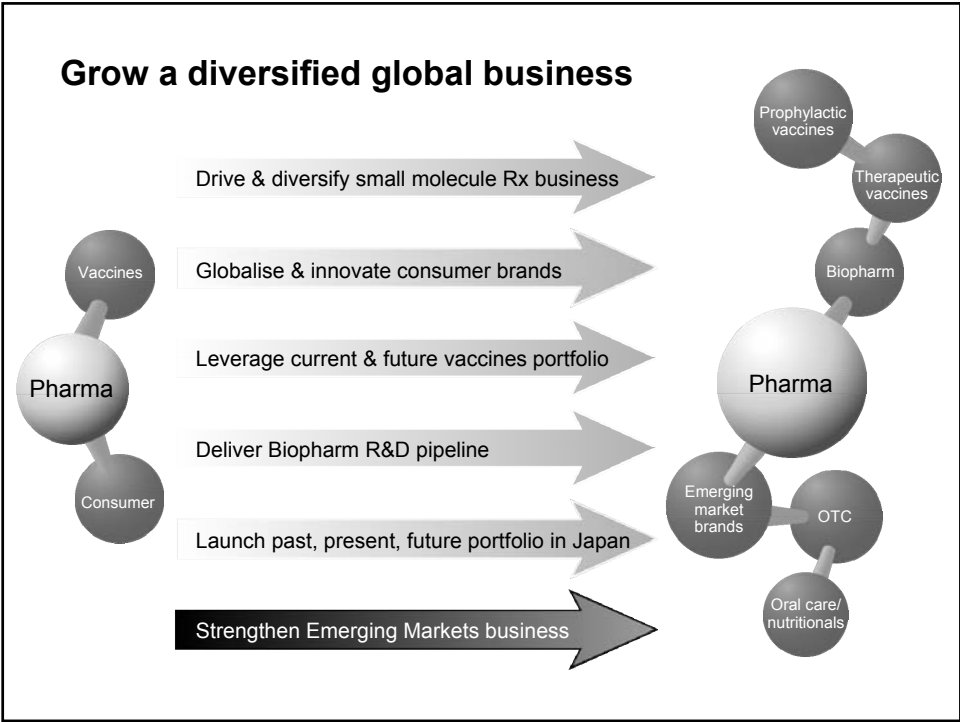 Grow a diversified global business
Vaccines
Pharma
Consumer
Drive & diversify small molecule Rx business
Globalise & innovate consumer brands
Leverage current & future vaccines portfolio
Deliver Biopharm R&D pipeline
Launch past, present, future portfolio in Japan
Strengthen Emerging Markets business
Prophylactic
vaccines
Therapeutic
vaccines
Biopharm
Pharma
Emerging
market
brands
OTC
Oral care/
nutritionals